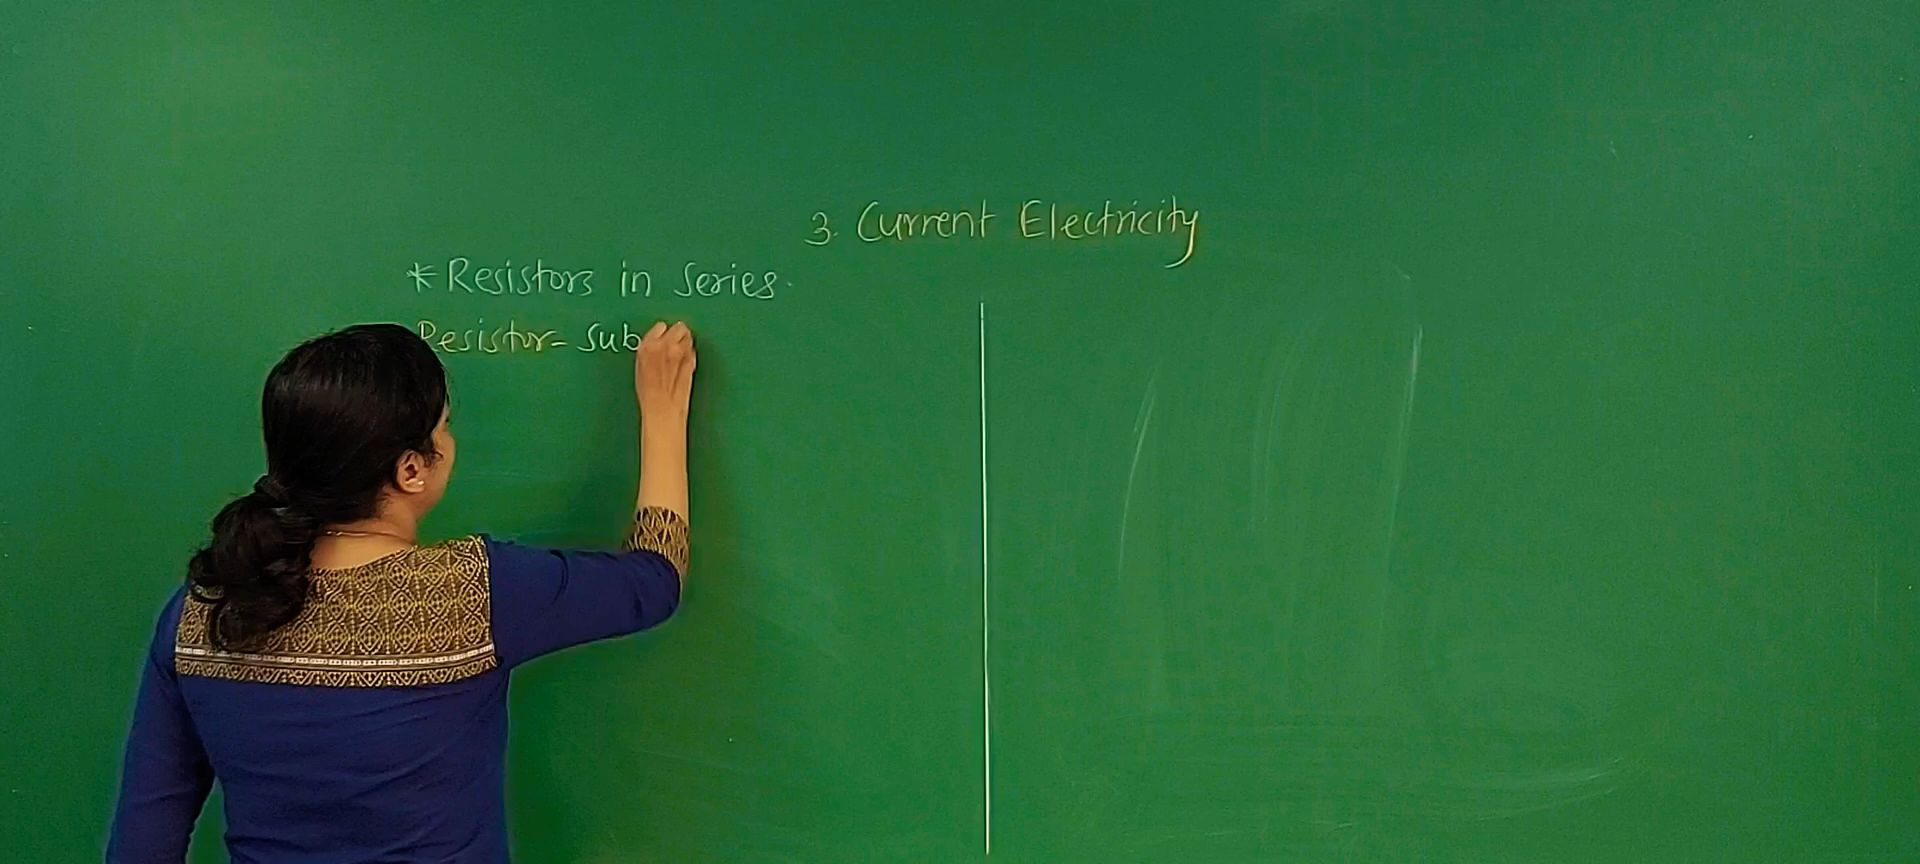 3. Current Electricity
* Resistors in Series.
Resistor - Sub